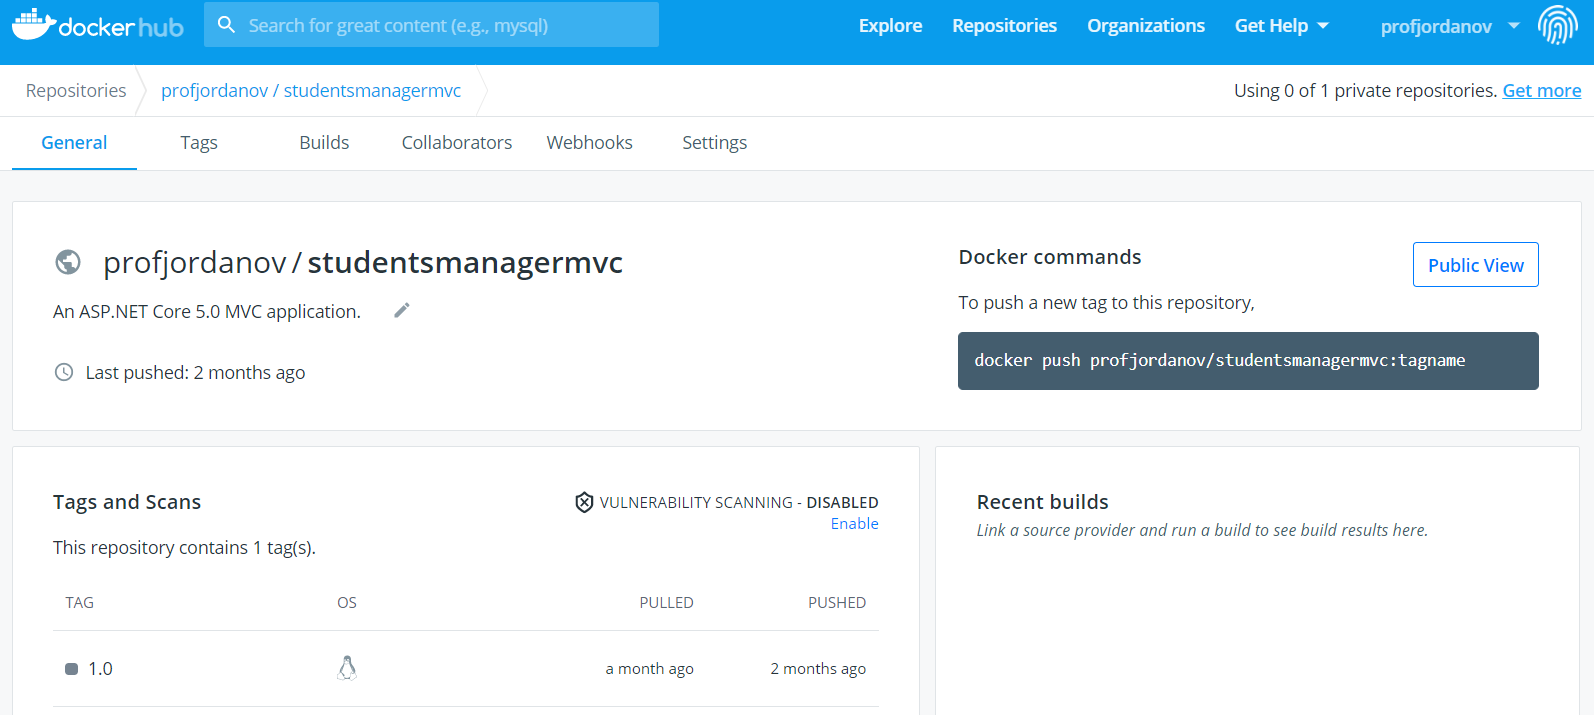 docker hub
Search for great content (e.g., mysql)
Explore
Repositories
Organizations
Get Help
profjordanov
Repositories
profjordanov / studentsmanagermvc
Using 0 of 1 private repositories. Get more
General
Tags
Builds
Collaborators
Webhooks
Settings
profjordanov / studentsmanagermvc
An ASP.NET Core 5.0 MVC application.
Last pushed: 2 months ago
Docker commands
Public View
To push a new tag to this repository,
docker push profjordanov/studentsmanagermvc:tagname
Tags and Scans
VULNERABILITY SCANNING - DISABLED
Enable
This repository contains 1 tag(s).
TAG
OS
PULLED
PUSHED
1.0
a month ago
2 months ago
Recent builds
Link a source provider and run a build to see build results here.